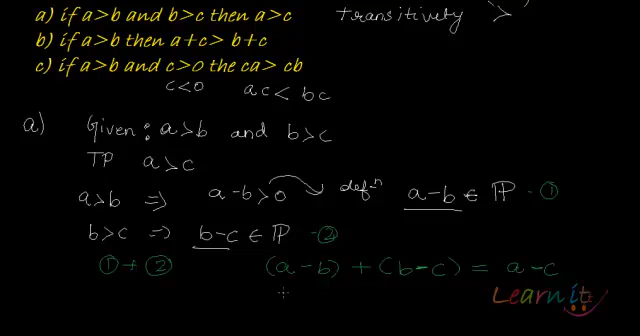 a) if a>b and b>c then a>c
transitively >
b) if a>b then a+c> b+c
c) if a>b and c>0 the ca> cb
c<0 ac< bc
a) Given: a>b and b>c
TP a>c
a>b ⇒ a-b>0 defⁿ a-b ∈ ℙ -①
b>c ⇒ b-c ∈ ℙ -②
① + ② (a-b) + (b-c) = a-c
Learnit